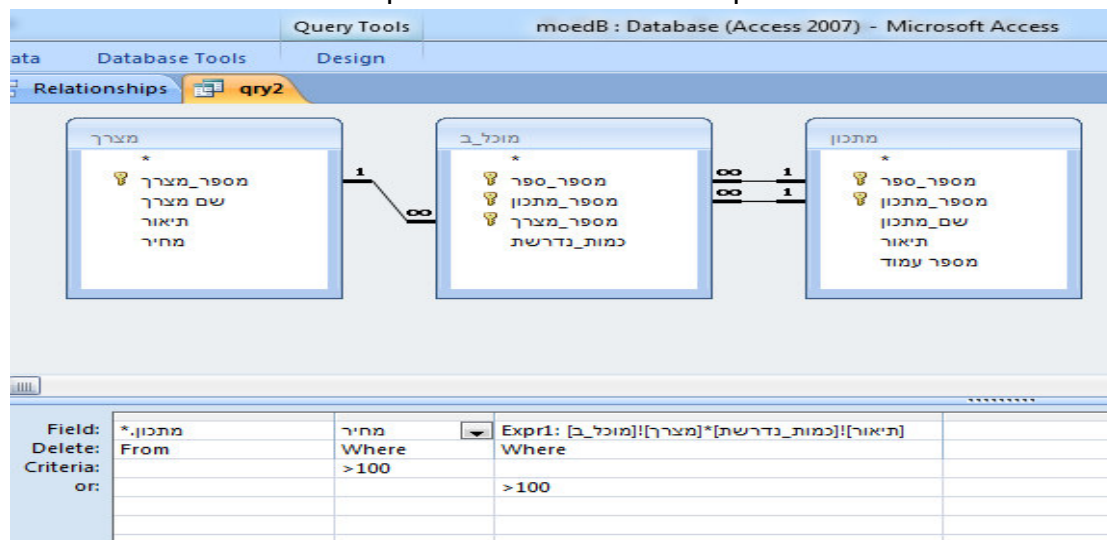 Query Tools
moedB : Database (Access 2007) - Microsoft Access
ata
Database Tools
Design
Relationships
qry2
מצרך
*
מספר_מצרך
שם מצרך
תיאור
מחיר
1
∞
מוכל_ב
*
מספר_ספר
מספר_מתכון
מספר_מצרך
כמות_נדרשת
∞ 1
∞ 1
מתכון
*
מספר_ספר
מספר_מתכון
שם_מתכון
תיאור
מספר עמוד
Field: מתכון.* מחיר Expr1: [מוכל_ב]![כמות_נדרשת]*[מצרך]![תיאור]
Delete: From Where Where
Criteria: >100
or: >100